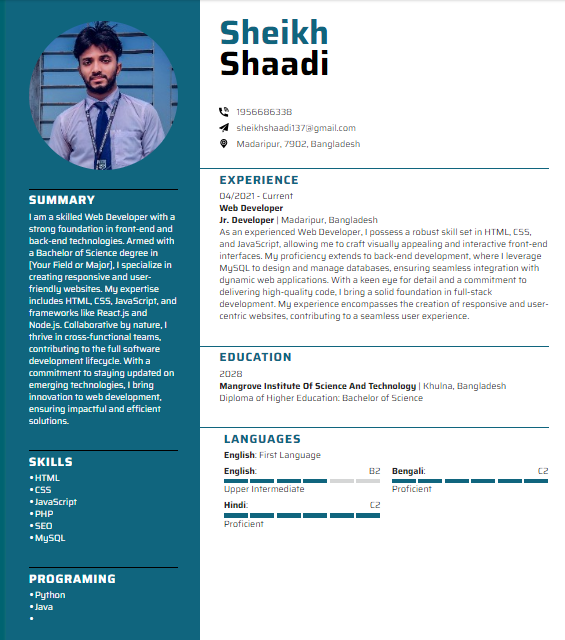 Sheikh
Shaadi
1956686338
sheikhshaadi137@gmail.com
Madaripur, 7902, Bangladesh
SUMMARY
I am a skilled Web Developer with a
strong foundation in front-end and
back-end technologies. Armed with
a Bachelor of Science degree in
[Your Field or Major], I specialize in
creating responsive and user-
friendly websites. My expertise
includes HTML, CSS, JavaScript, and
frameworks like React.js and
Node.js. Collaborative by nature, I
thrive in cross-functional teams,
contributing to the full software
development lifecycle. With a
commitment to staying updated on
emerging technologies, I bring
innovation to web development,
ensuring impactful and efficient
solutions.
SKILLS
• HTML
• CSS
• JavaScript
• PHP
• SEO
• MySQL
PROGRAMING
• Python
• Java
•
EXPERIENCE
04/2021 - Current
Web Developer
Jr. Developer | Madaripur, Bangladesh
As an experienced Web Developer, I possess a robust skill set in HTML, CSS,
and JavaScript, allowing me to craft visually appealing and interactive front-end
interfaces. My proficiency extends to back-end development, where I leverage
MySQL to design and manage databases, ensuring seamless integration with
dynamic web applications. With a keen eye for detail and a commitment to
delivering high-quality code, I bring a solid foundation in full-stack
development. My experience encompasses the creation of responsive and user-
centric websites, contributing to a seamless user experience.
EDUCATION
2028
Mangrove Institute Of Science And Technology | Khulna, Bangladesh
Diploma of Higher Education: Bachelor of Science
LANGUAGES
English: First Language
English: B2
Upper Intermediate
Bengali: C2
Proficient
Hindi: C2
Proficient